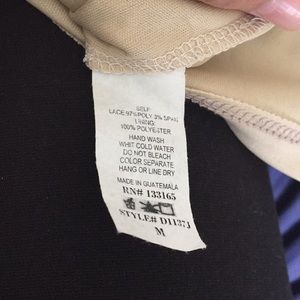 SELF
LACE 97%POLY 3% SPAN
LINING
100% POLYESTER
HAND WASH
WHIT COLD WATER
DO NOT BLEACH
COLOR SEPARATE
HANG OR LINE DRY
MADE IN GUATEMALA
RN# 133165
STYLE# D1137J
M